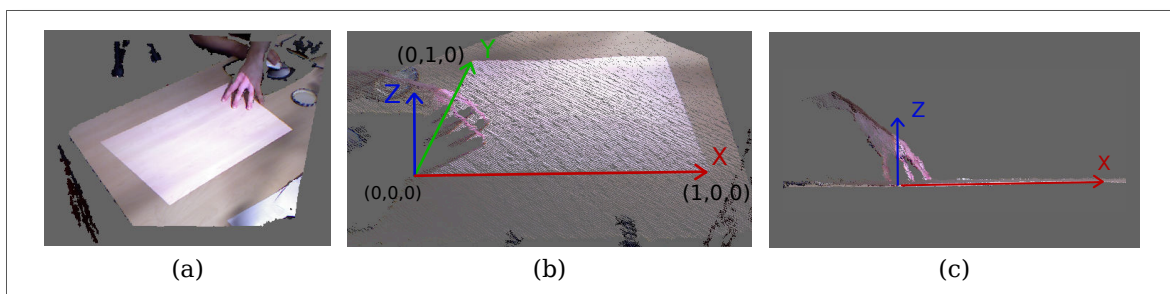 (0,1,0)
Y
Z
X
(0,0,0)
(1,0,0)
Z
X
(a)
(b)
(c)